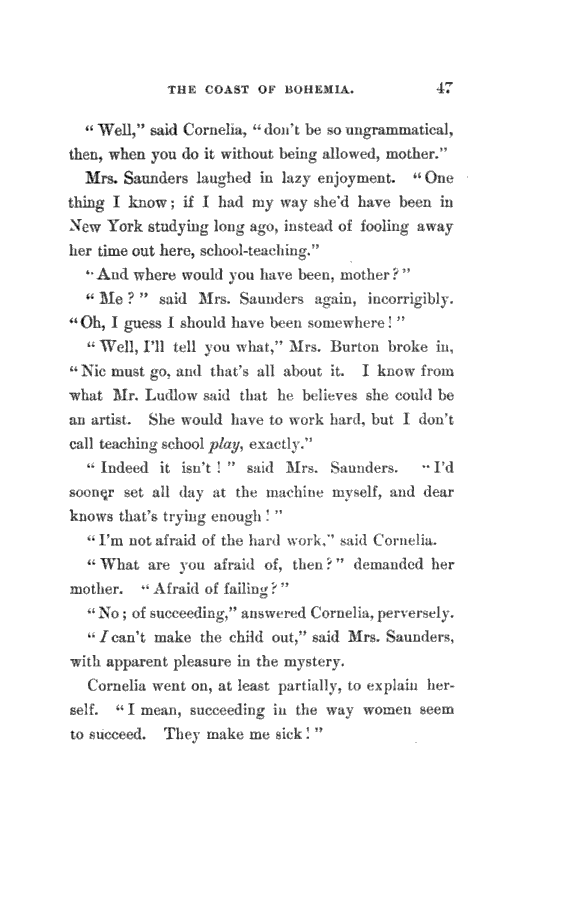 THE COAST OF BOHEMIA. 47
“Well,” said Cornelia, “don’t be so ungrammatical,
then, when you do it without being allowed, mother.”
Mrs. Saunders laughed in lazy enjoyment. “One
thing I know; if I had my way she’d have been in
New York studying long ago, instead of fooling away
her time out here, school-teaching.”
“And where would you have been, mother?”
“Me?” said Mrs. Saunders again, incorrigibly.
“Oh, I guess I should have been somewhere!”
“Well, I’ll tell you what,” Mrs. Burton broke in,
“Nic must go, and that’s all about it. I know from
what Mr. Ludlow said that he believes she could be
an artist. She would have to work hard, but I don’t
call teaching school play, exactly.”
“Indeed it isn’t!” said Mrs. Saunders. “I’d
sooner set all day at the machine myself, and dear
knows that’s trying enough!”
“I’m not afraid of the hard work,” said Cornelia.
“What are you afraid of, then?” demanded her
mother. “Afraid of failing?”
“No; of succeeding,” answered Cornelia, perversely.
“I can’t make the child out,” said Mrs. Saunders,
with apparent pleasure in the mystery.
Cornelia went on, at least partially, to explain her-
self. “I mean, succeeding in the way women seem
to succeed. They make me sick!”